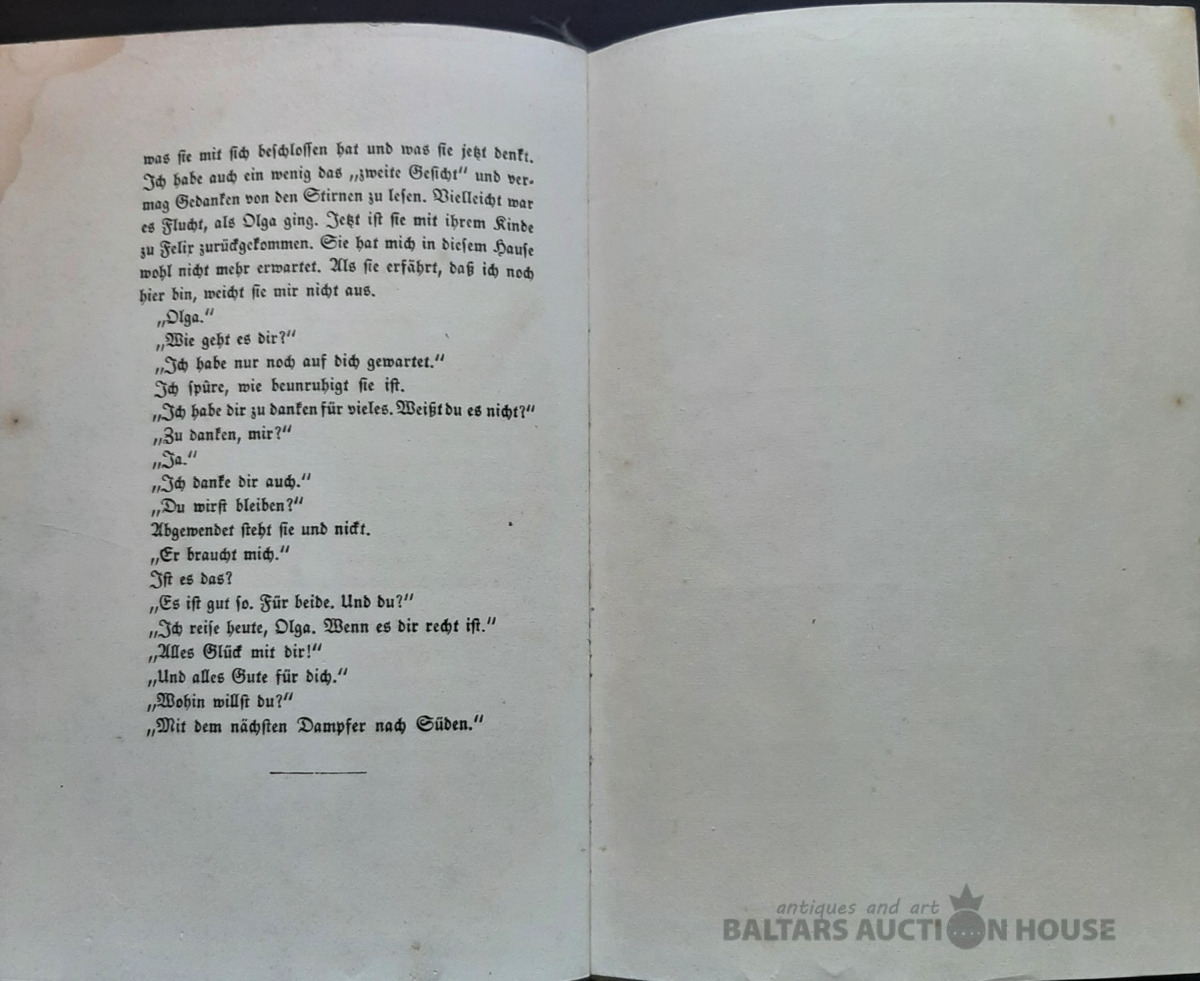 was sie mit sich beschlossen hat und was sie jetzt denkt.
Ich habe auch ein wenig das „zweite Gesicht“ und ver-
mag Gedanken von den Stirnen zu lesen. Vielleicht war
es Flucht, als Olga ging. Jetzt ist sie mit ihrem Kinde
zu Felix zurückgekommen. Sie hat mich in diesem Hause
wohl nicht mehr erwartet. Als sie erfährt, daß ich noch
hier bin, weicht sie mir nicht aus.
„Olga.“
„Wie geht es dir?“
„Ich habe nur noch auf dich gewartet.“
Ich spüre, wie beunruhigt sie ist.
„Ich habe dir zu danken für vieles. Weißt du es nicht?“
„Zu danken, mir?“
„Ja.“
„Ich danke dir auch.“
„Du wirst bleiben?“
Abgewendet steht sie und nickt.
„Er braucht mich.“
Ist es das?
„Es ist gut so. Für beide. Und du?“
„Ich reise heute, Olga. Wenn es dir recht ist.“
„Alles Glück mit dir!“
„Und alles Gute für dich.“
„Wohin willst du?“
„Mit dem nächsten Dampfer nach Süden.“
antiques and art
BALTARS AUCTION HOUSE